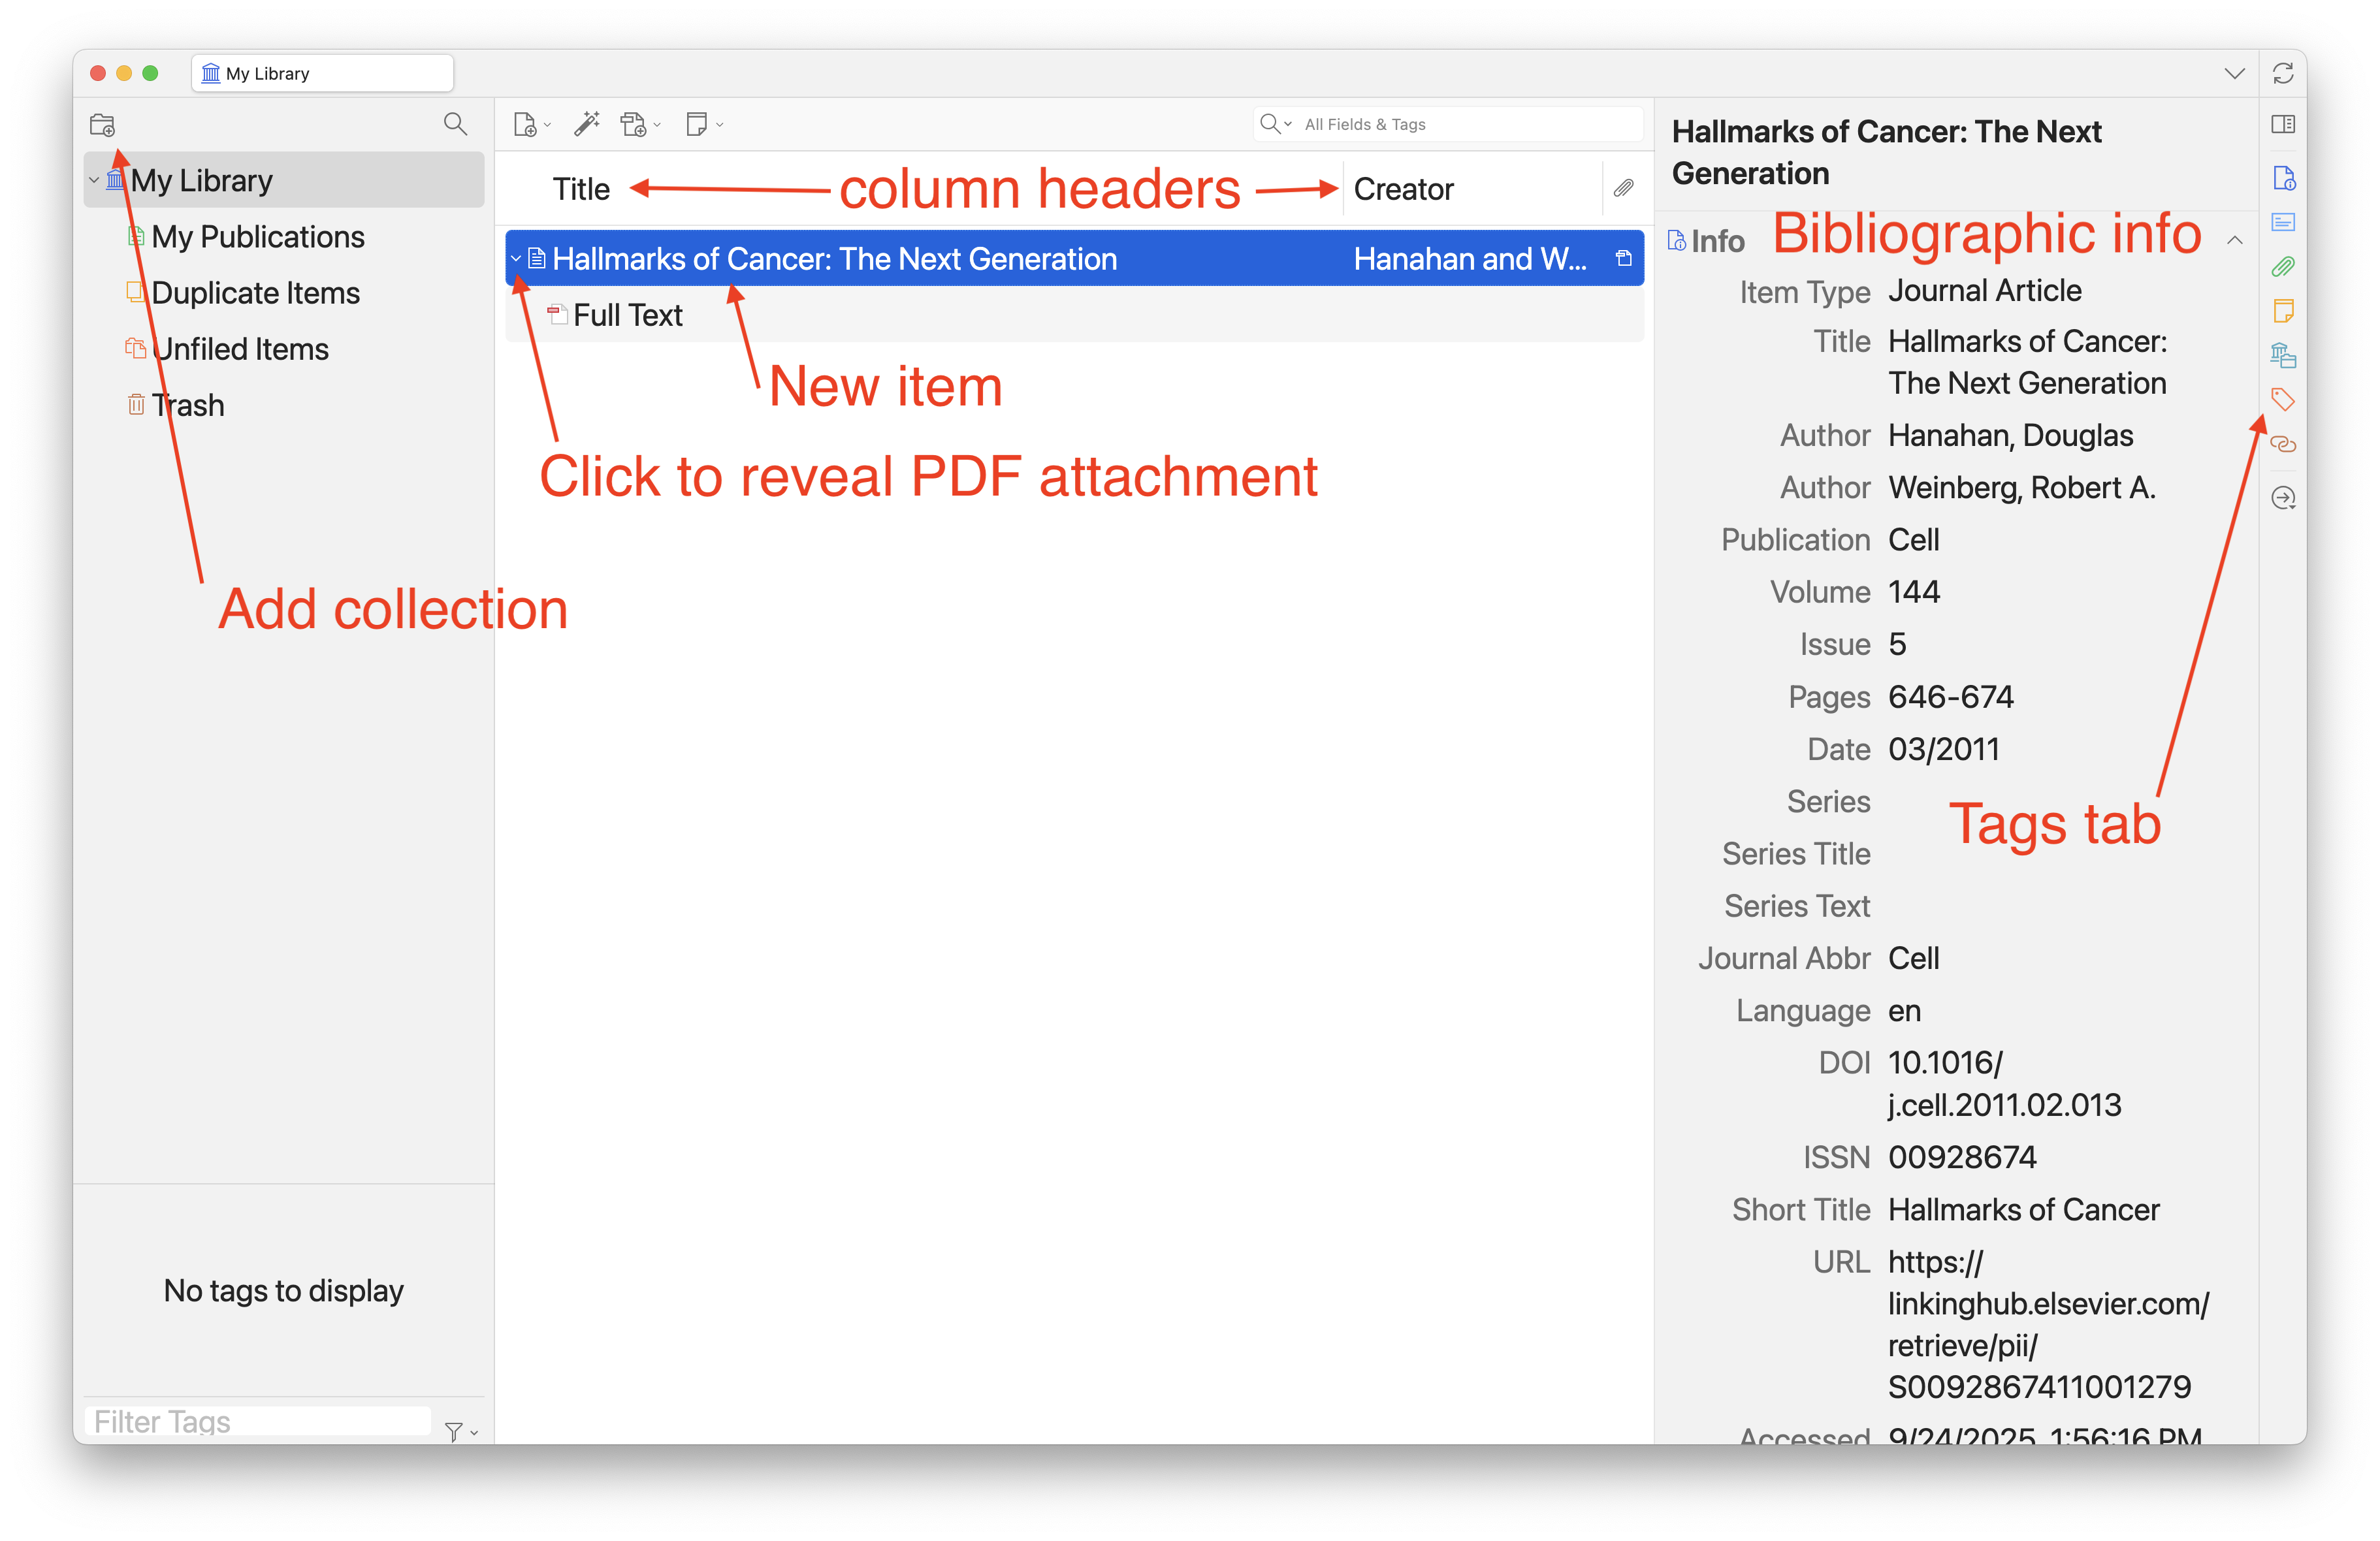 My Library
All Fields & Tags
My Library
My Publications
Duplicate Items
Unfiled Items
Trash
Add collection
No tags to display
Filter Tags
Title
column headers
Creator
Hallmarks of Cancer: The Next Generation
Hanahan and W...
Full Text
New item
Click to reveal PDF attachment
Hallmarks of Cancer: The Next
Generation
Info
Bibliographic info
Item Type Journal Article
Title Hallmarks of Cancer:
The Next Generation
Author Hanahan, Douglas
Author Weinberg, Robert A.
Publication Cell
Volume 144
Issue 5
Pages 646-674
Date 03/2011
Series
Tags tab
Series Title
Series Text
Journal Abbr Cell
Language en
DOI 10.1016/
j.cell.2011.02.013
ISSN 00928674
Short Title Hallmarks of Cancer
URL https://
linkinghub.elsevier.com/
retrieve/pii/
S0092867411001279
Accessed 9/24/2025, 1:56:16 PM